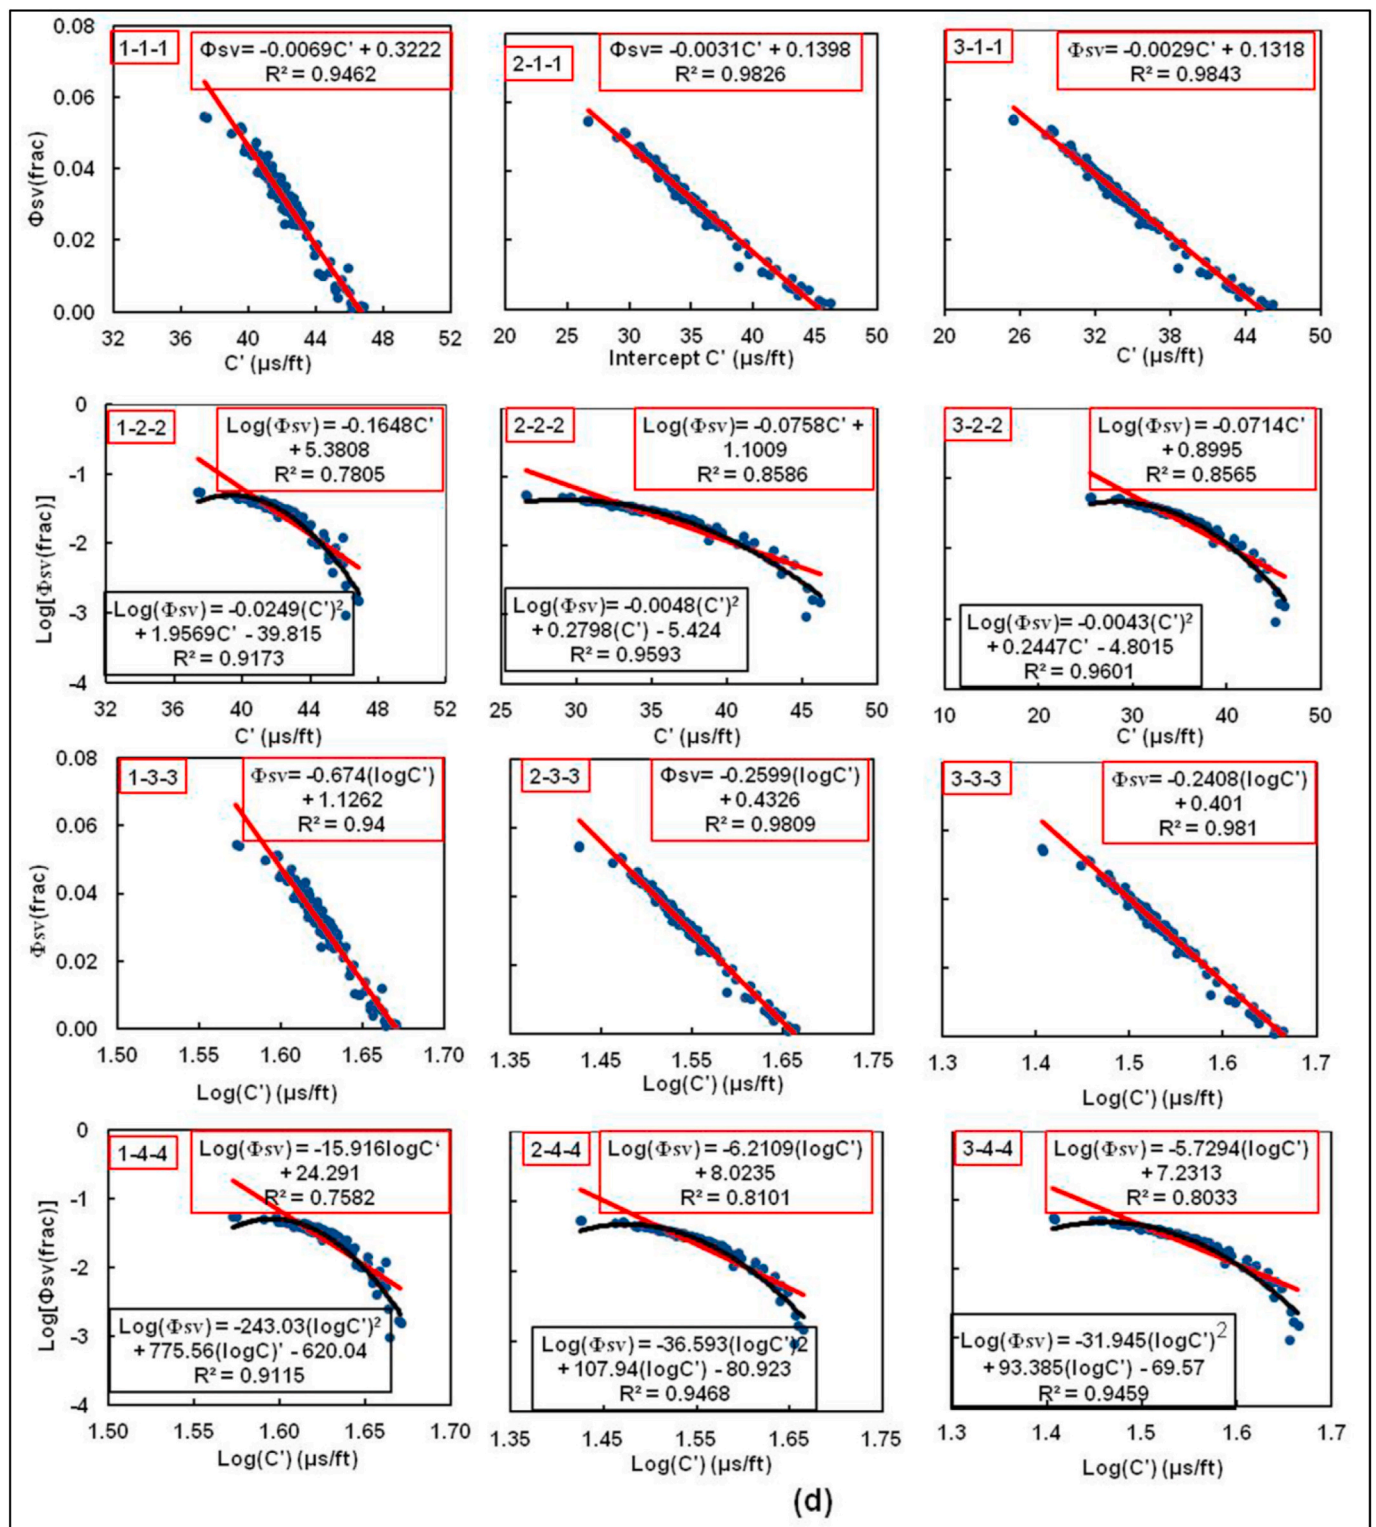 0.08
0.06
0.04
0.02
0.00
Φsv(frac)
1-1-1
Φsv= -0.0069C' + 0.3222
R² = 0.9462
32 36 40 44 48 52
C' (µs/ft)
2-1-1
Φsv= -0.0031C' + 0.1398
R² = 0.9826
20 25 30 35 40 45 50
Intercept C' (µs/ft)
3-1-1
Φsv= -0.0029C' + 0.1318
R² = 0.9843
20 26 32 38 44 50
C' (µs/ft)
0
-1
-2
-3
-4
Log[Φsv(frac)]
1-2-2
Log(Φsv) = -0.1648C'
+ 5.3808
R² = 0.7805
Log(Φsv) = -0.0249(C')²
+ 1.9569C' - 39.815
R² = 0.9173
32 36 40 44 48 52
C' (µs/ft)
2-2-2
Log(Φsv) = -0.0758C' +
1.1009
R² = 0.8586
Log(Φsv) = -0.0048(C')²
+ 0.2798(C') - 5.424
R² = 0.9593
25 30 35 40 45 50
C' (µs/ft)
3-2-2
Log(Φsv) = -0.0714C'
+ 0.8995
R² = 0.8565
Log(Φsv) = -0.0043(C')²
+ 0.2447C' - 4.8015
R² = 0.9601
10 20 30 40 50
C' (µs/ft)
0.08
0.06
0.04
0.02
0.00
Φsv(frac)
1-3-3
Φsv= -0.674(logC')
+ 1.1262
R² = 0.94
1.50 1.55 1.60 1.65 1.70
Log(C') (µs/ft)
2-3-3
Φsv= -0.2599(logC')
+ 0.4326
R² = 0.9809
1.35 1.45 1.55 1.65 1.75
Log(C') (µs/ft)
3-3-3
Φsv= -0.2408(logC')
+ 0.401
R² = 0.981
1.3 1.4 1.5 1.6 1.7
Log(C') (µs/ft)
0
-1
-2
-3
-4
Log[Φsv(frac)]
1-4-4
Log(Φsv) = -15.916logC'
+ 24.291
R² = 0.7582
Log(Φsv) = -243.03(logC')²
+ 775.56(logC)' - 620.04
R² = 0.9115
1.50 1.55 1.60 1.65 1.70
Log(C') (µs/ft)
2-4-4
Log(Φsv) = -6.2109(logC')
+ 8.0235
R² = 0.8101
Log(Φsv) = -36.593(logC')2
+ 107.94(logC') - 80.923
R² = 0.9468
1.35 1.45 1.55 1.65 1.75
Log(C') (µs/ft)
3-4-4
Log(Φsv) = -5.7294(logC')
+ 7.2313
R² = 0.8033
Log(Φsv) = -31.945(logC')²
+ 93.385(logC') - 69.57
R² = 0.9459
1.3 1.4 1.5 1.6 1.7
Log(C') (µs/ft)
(d)